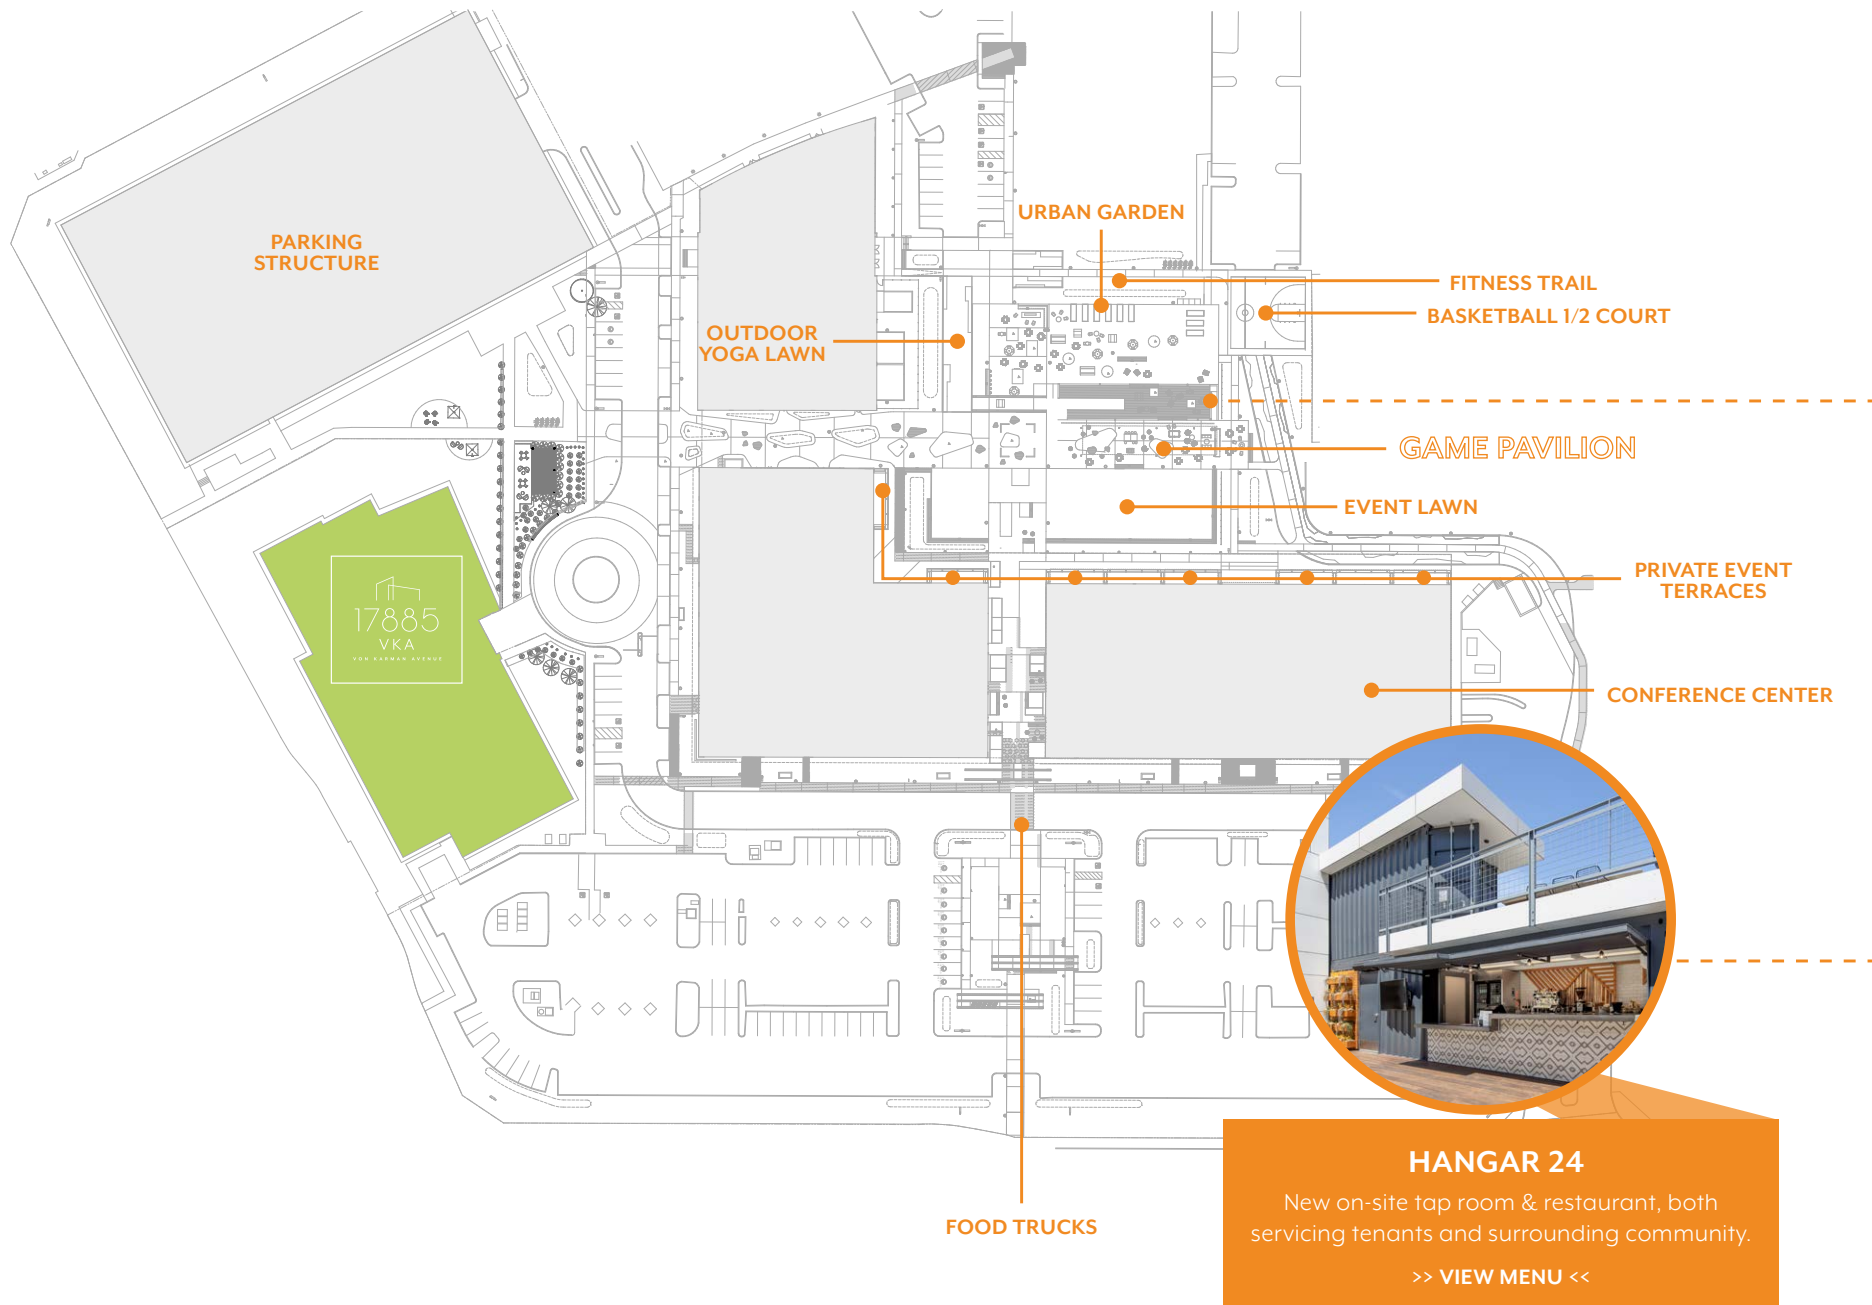 URBAN GARDEN
PARKING
STRUCTURE
FITNESS TRAIL
BASKETBALL 1/2 COURT
OUTDOOR
YOGA LAWN
GAME PAVILION
EVENT LAWN
PRIVATE EVENT
TERRACES
17885
VKA
VON KARMAN AVENUE
CONFERENCE CENTER
FOOD TRUCKS
HANGAR 24
New on-site tap room & restaurant, both
servicing tenants and surrounding community.
>> VIEW MENU <<